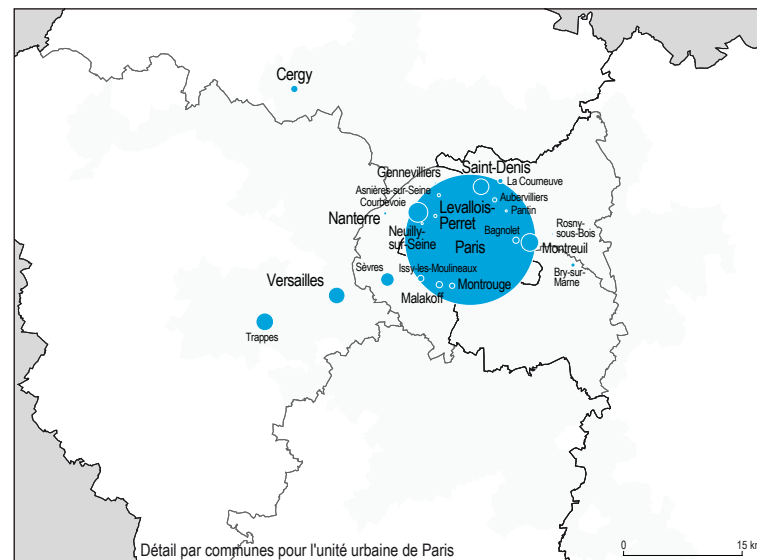 Cergy
Saint-Denis
Gennevilliers
La Courneuve
Asnières-sur-Seine
Courbevoie
Aubervilliers
Levallois-
Perret
Pantin
Nanterre
Neuilly-
sur-Seine
Paris
Bagnolet
Rosny-
sous-Bois
Montreuil
Sèvres
Issy-les-Moulineaux
Bry-sur-
Marne
Versailles
Malakoff
Montrouge
Trappes
Détail par communes pour l'unité urbaine de Paris
0
15 km